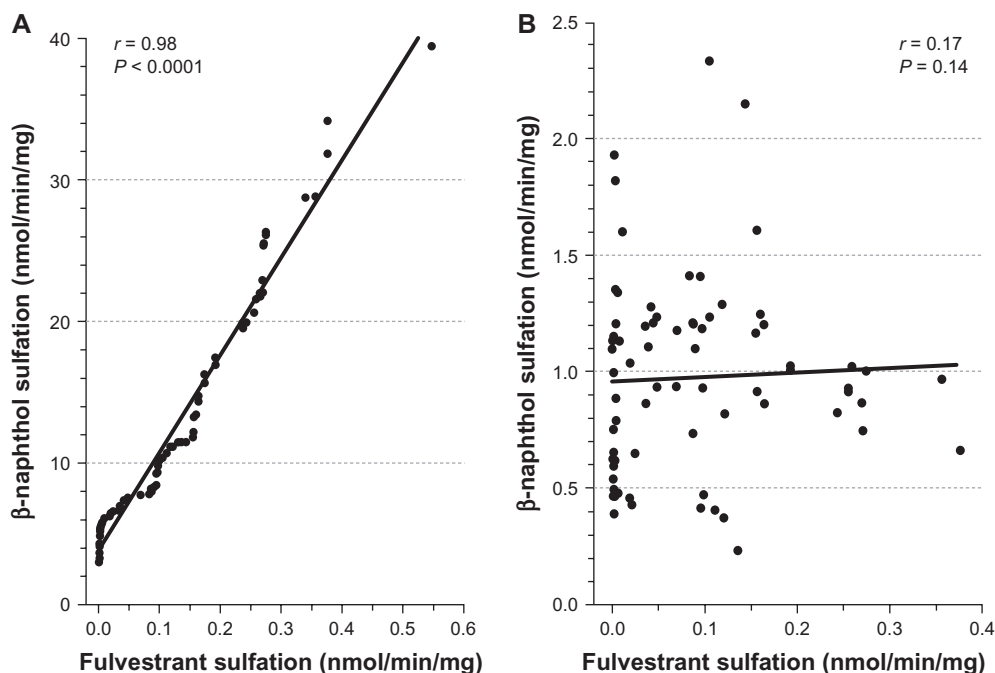 A
r = 0.98
P < 0.0001
40
30
20
10
0
0.0 0.1 0.2 0.3 0.4 0.5 0.6
β-naphthol sulfation (nmol/min/mg)
Fulvestrant sulfation (nmol/min/mg)
B
r = 0.17
P = 0.14
2.5
2.0
1.5
1.0
0.5
0.0
0.0 0.1 0.2 0.3 0.4
β-naphthol sulfation (nmol/min/mg)
Fulvestrant sulfation (nmol/min/mg)